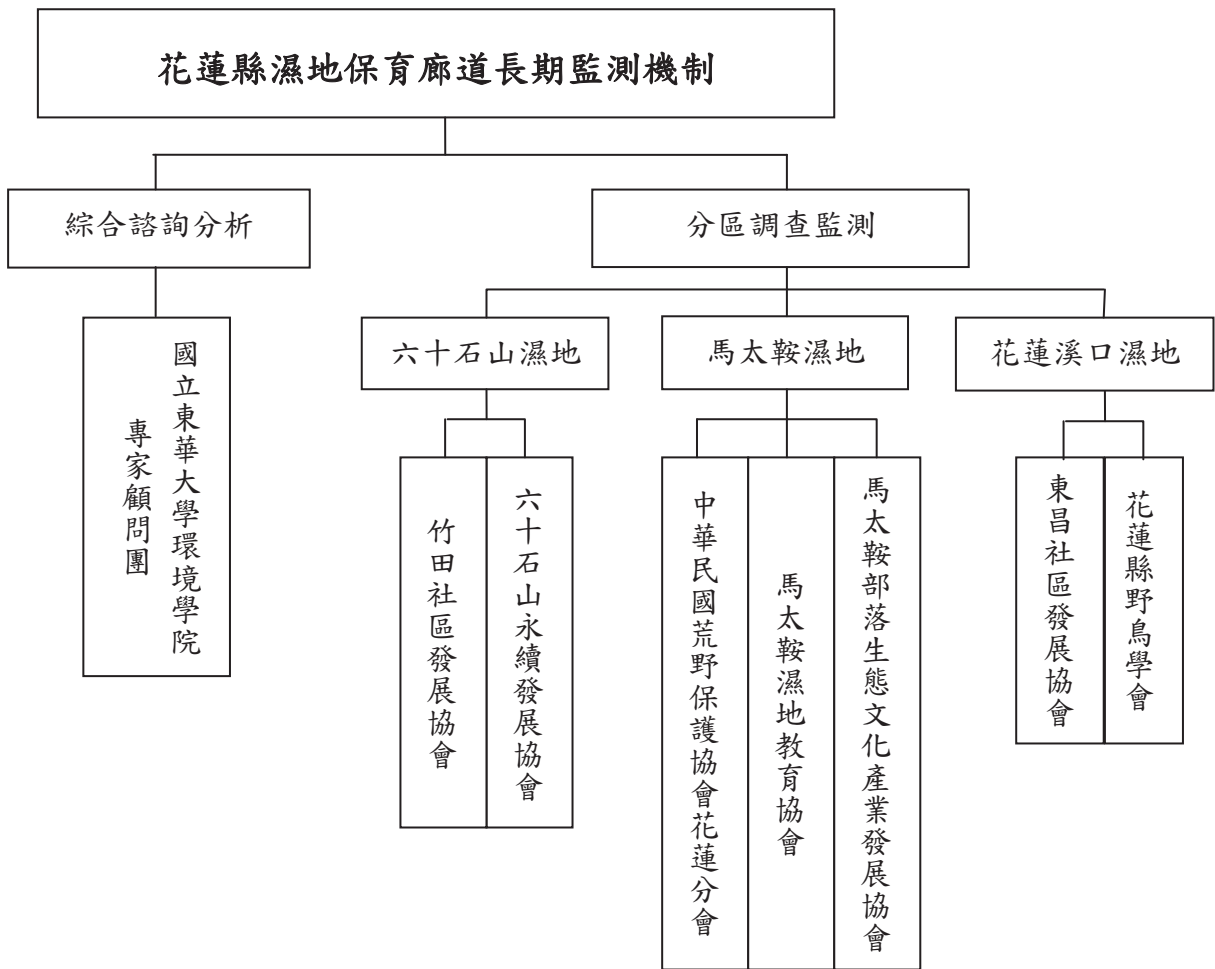 花蓮縣濕地保育廊道長期監測機制
綜合諮詢分析
分區調查監測
國立東華大學環境學院
專家顧問團
六十石山濕地
馬太鞍濕地
花蓮溪口濕地
竹田社區發展協會
六十石山永續發展協會
中華民國荒野保護協會花蓮分會
馬太鞍濕地教育協會
馬太鞍部落生態文化產業發展協會
東昌社區發展協會
花蓮縣野鳥學會